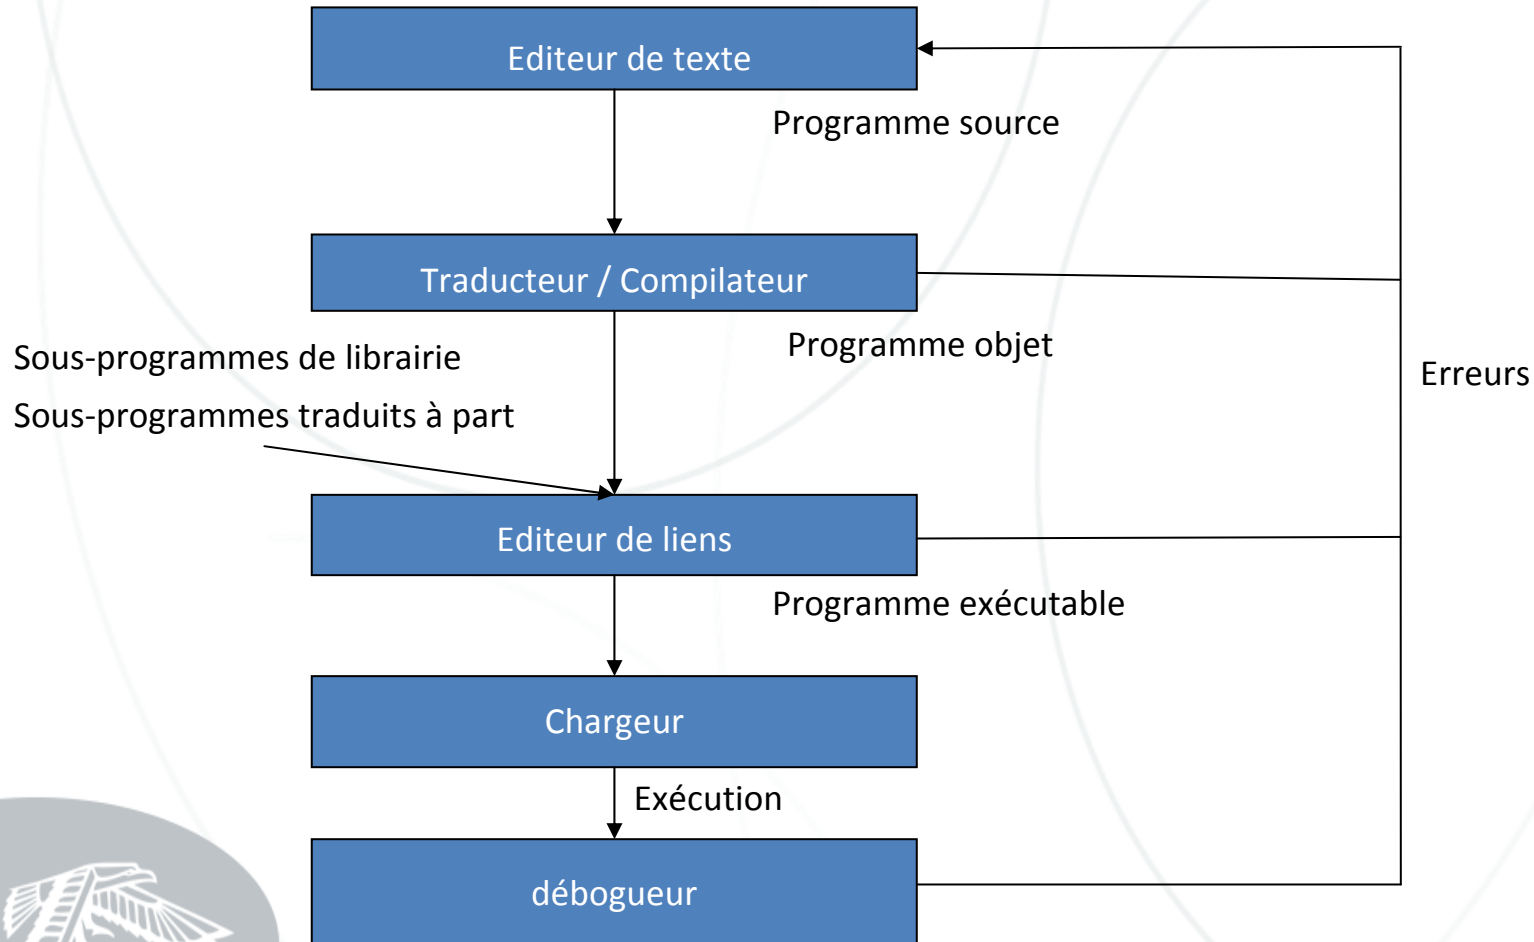 Editeur de texte
Programme source
Traducteur / Compilateur
Programme objet
Sous-programmes de librairie
Erreurs
Sous-programmes traduits à part
Editeur de liens
Programme exécutable
Chargeur
Exécution
débogueur